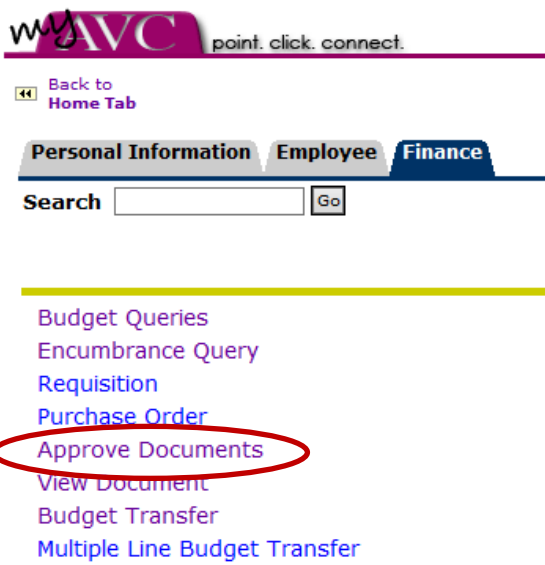 myAVC point. click. connect.
Back to
Home Tab
Personal Information Employee Finance
Search Go
Budget Queries
Encumbrance Query
Requisition
Purchase Order
Approve Documents
View Document
Budget Transfer
Multiple Line Budget Transfer